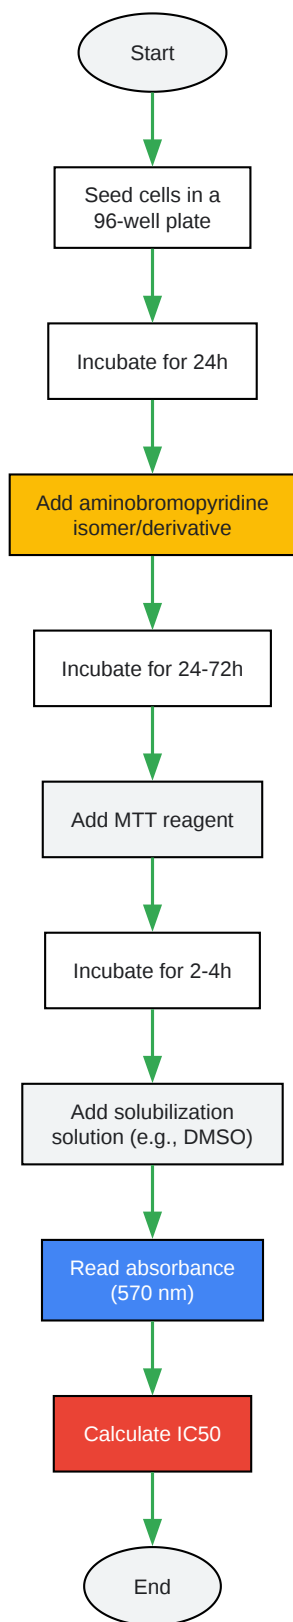 Start
Seed cells in a
96-well plate
Incubate for 24h
Add aminobromopyridine
isomer/derivative
Incubate for 24-72h
Add MTT reagent
Incubate for 2-4h
Add solubilization
solution (e.g., DMSO)
Read absorbance
(570 nm)
Calculate IC50
End